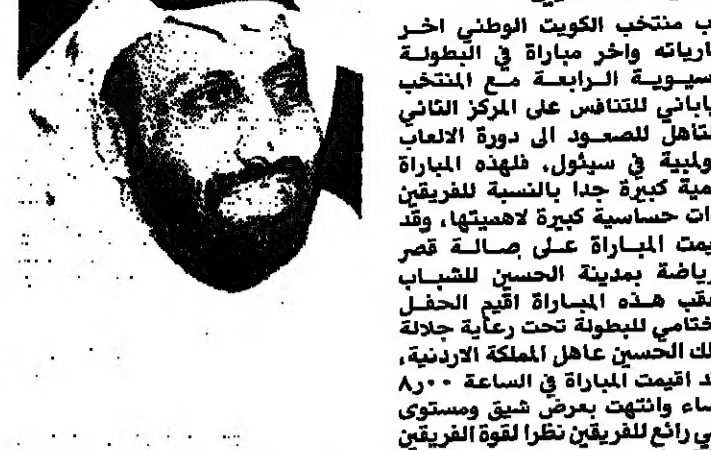 ب منتخب الكويت الوطني اخر
ارياته واخر مباراة في البطولة
سيوية الرابعة مع المنتخب
ياباني للتنافس على المركز الثاني
لتاهل للصعود الى دورة الالعاب
ولمبية في سيئول، فلهذه المباراة
مية كبيرة جدا بالنسبة للفريقين
ات حساسية كبيرة لاهميتها، وقد
يمت المباراة على صالة قصر
رياضة بمدينة الحسين للشباب
عقب هذه المباراة اقيم الحفل
ختامي للبطولة تحت رعاية جلالة
لك الحسين عاهل المملكة الاردنية،
د اقيمت المباراة في الساعة ٨٫٠٠
ساء وانتهت بعرض شيق ومستوى
ي رائع للفريقين نظرا لقوة الفريقين